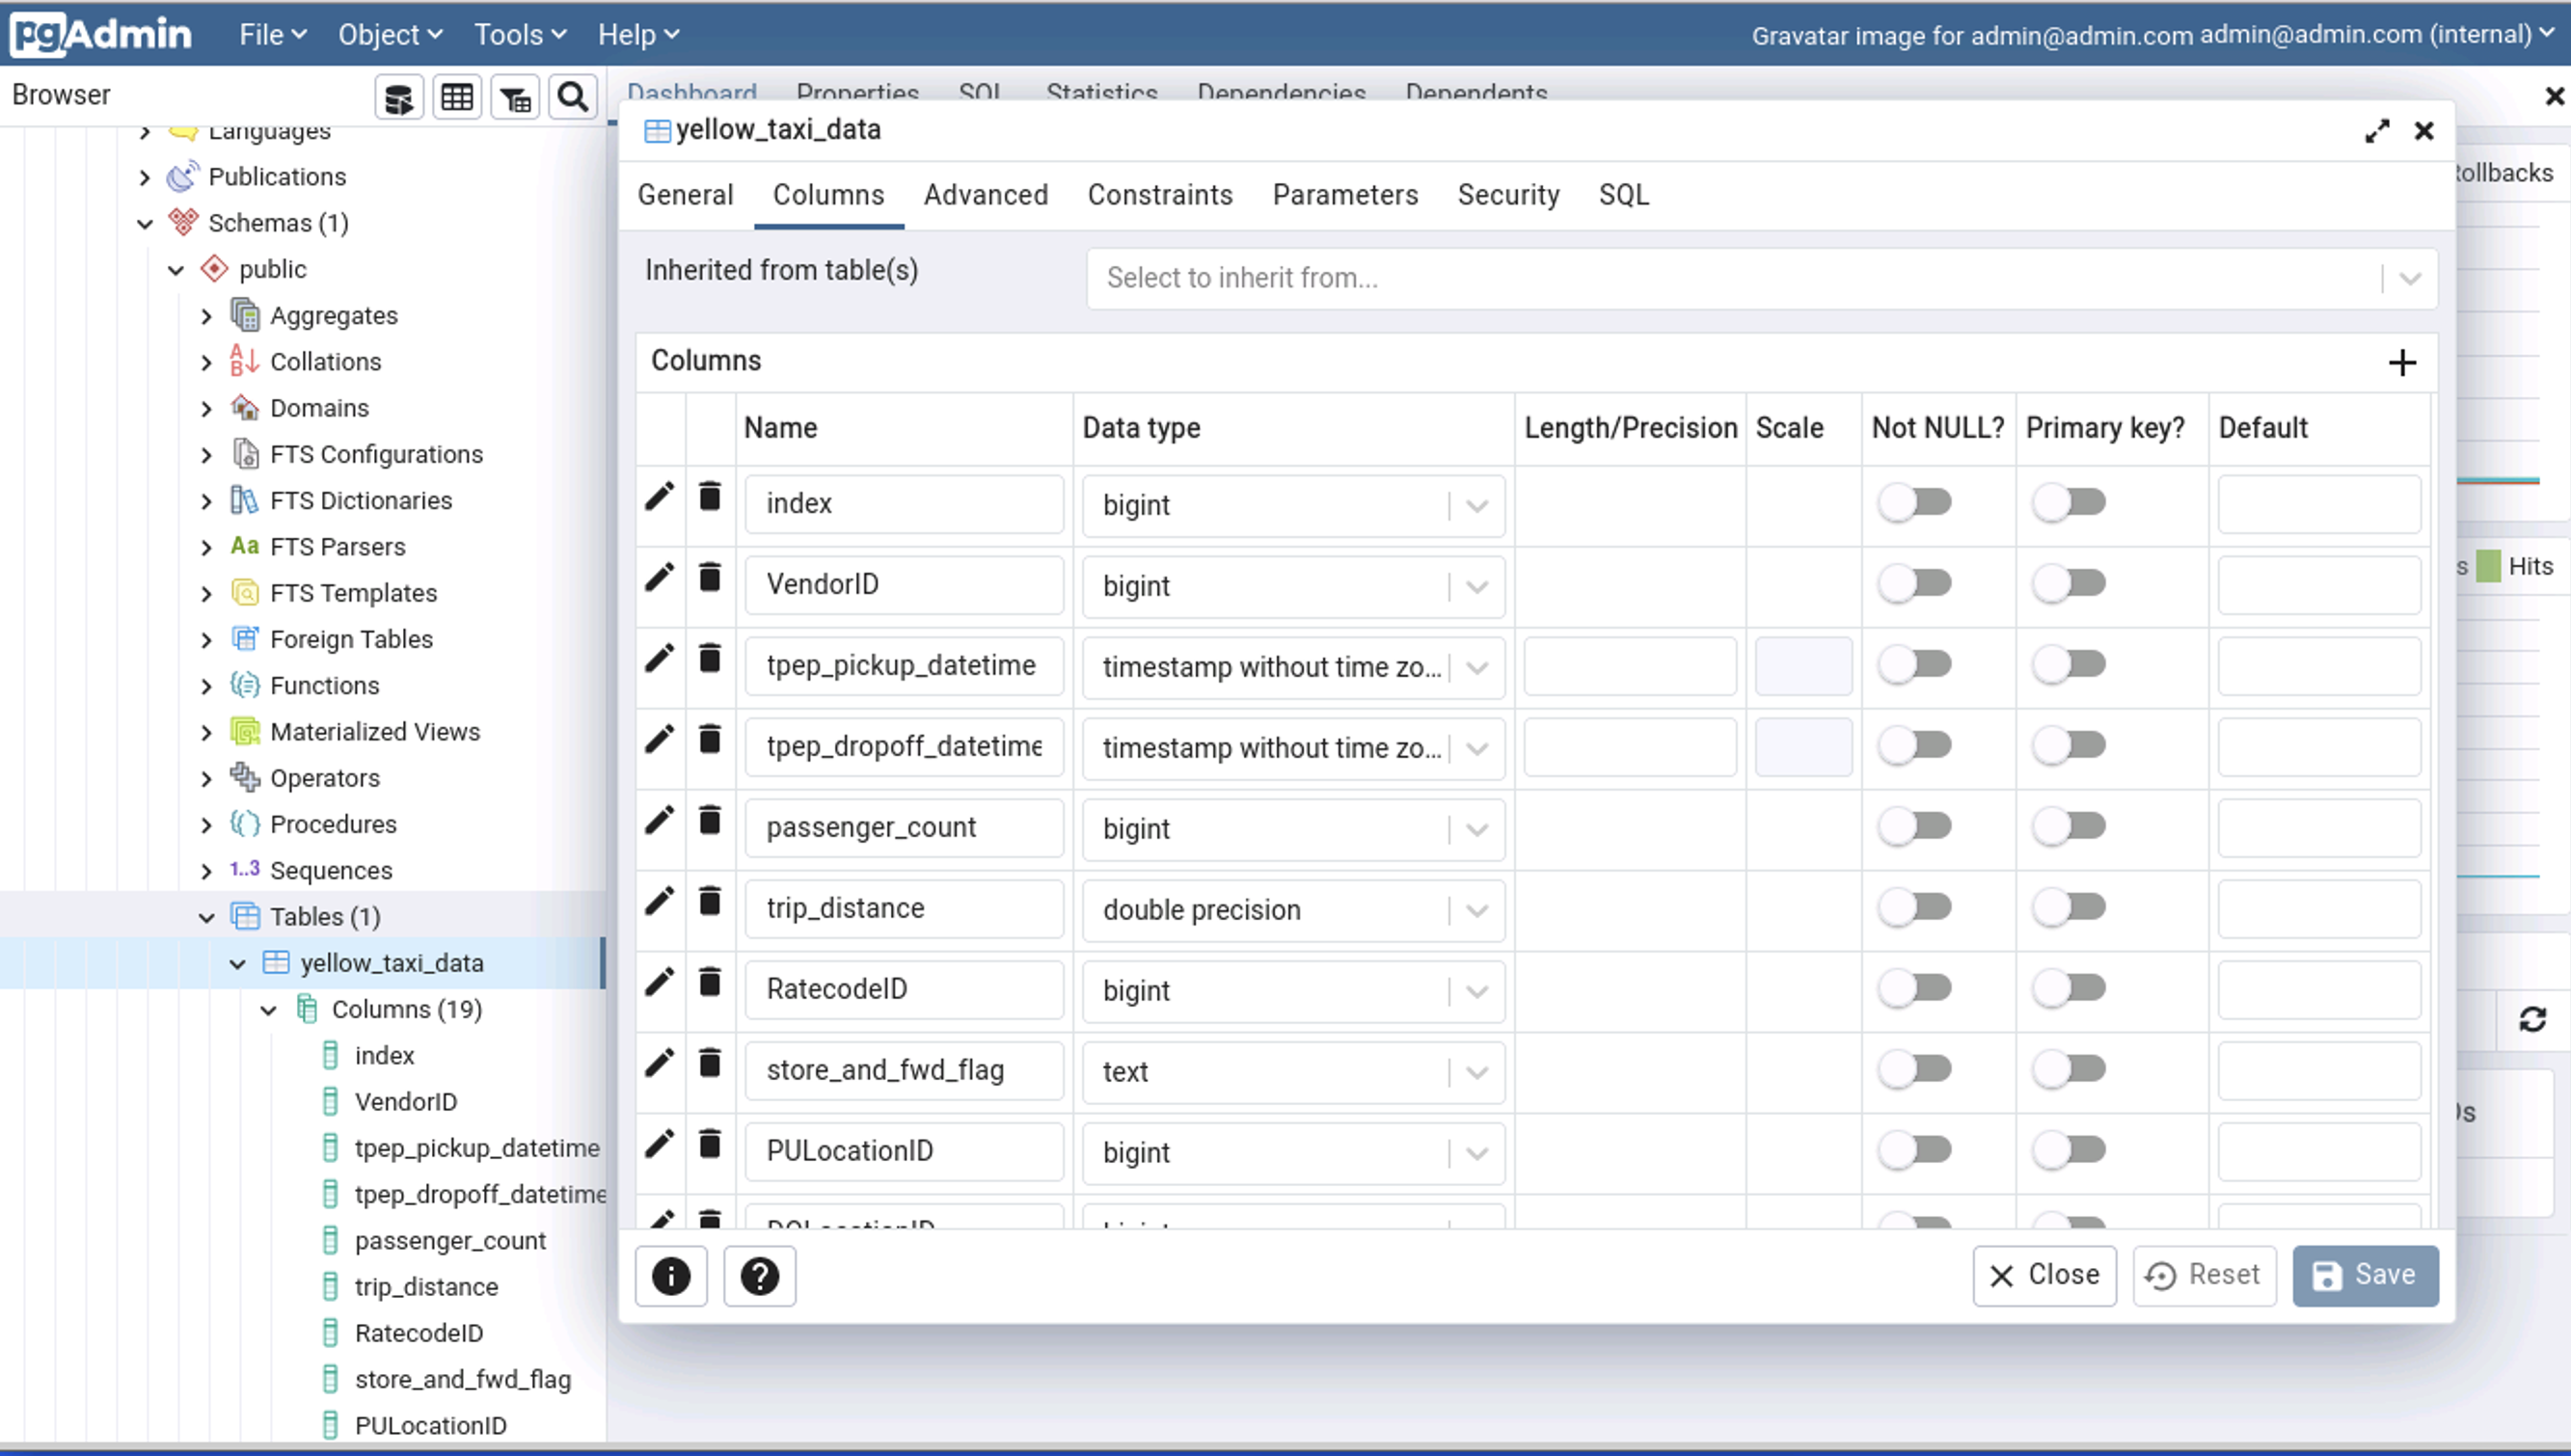 pgAdmin File Object Tools Help Gravatar image for admin@admin.com admin@admin.com (internal)
Browser
Dashboard Properties SQL Statistics Dependencies Dependents
Languages
Publications
Schemas (1)
public
Aggregates
Collations
Domains
FTS Configurations
FTS Dictionaries
Aa FTS Parsers
FTS Templates
Foreign Tables
Functions
Materialized Views
Operators
Procedures
1..3 Sequences
Tables (1)
yellow_taxi_data
Columns (19)
index
VendorID
tpep_pickup_datetime
tpep_dropoff_datetime
passenger_count
trip_distance
RatecodeID
store_and_fwd_flag
PULocationID
yellow_taxi_data
General Columns Advanced Constraints Parameters Security SQL
Inherited from table(s) Select to inherit from...
Columns
Name Data type Length/Precision Scale Not NULL? Primary key? Default
index bigint
VendorID bigint
tpep_pickup_datetime timestamp without time zo...
tpep_dropoff_datetime timestamp without time zo...
passenger_count bigint
trip_distance double precision
RatecodeID bigint
store_and_fwd_flag text
PULocationID bigint
Close Reset Save
Hits